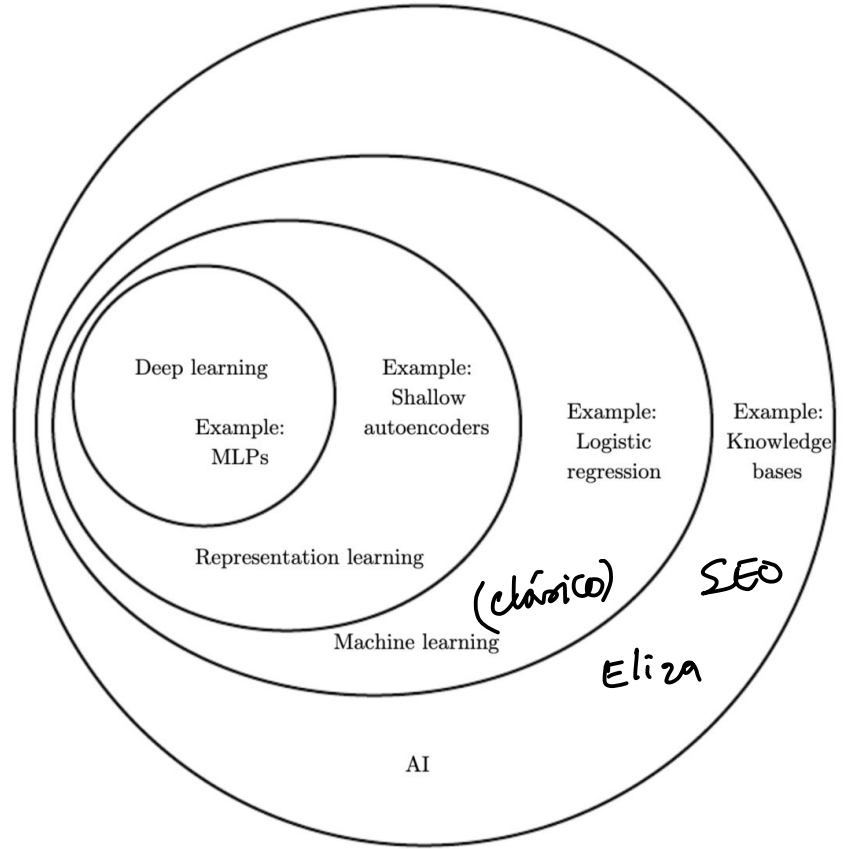 Deep learning
Example:
MLPs
Example:
Shallow
autoencoders
Example:
Logistic
regression
Example:
Knowledge
bases
Representation learning
(clásico)
SEO
Machine learning
Eliza
AI